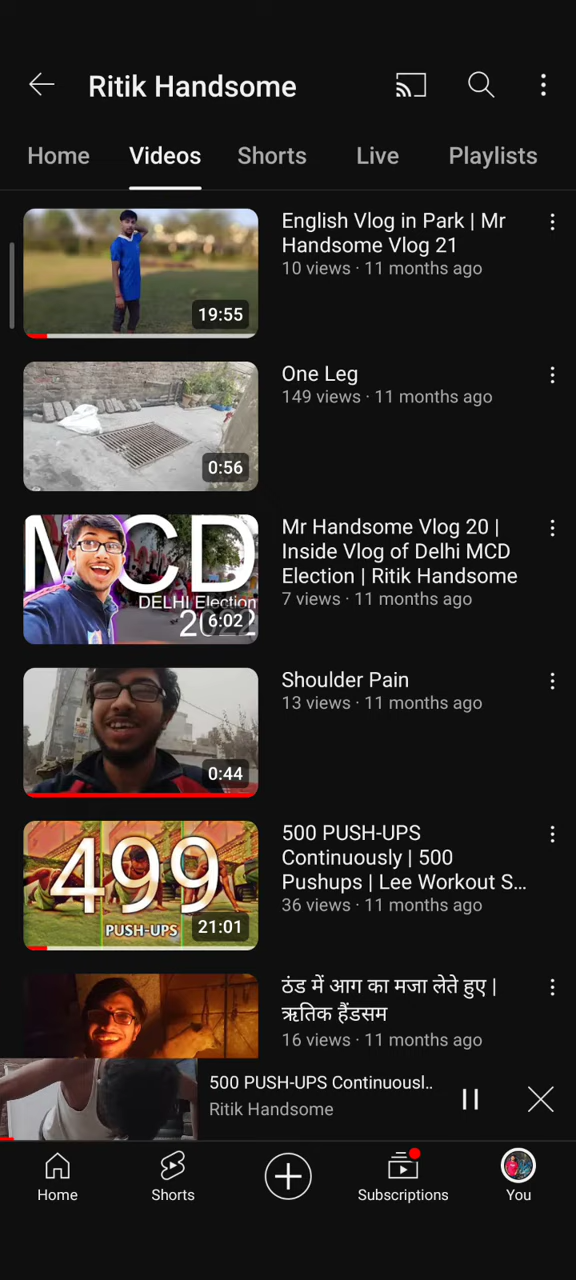 Ritik Handsome
Home Videos Shorts Live Playlists
English Vlog in Park | Mr
Handsome Vlog 21
10 views · 11 months ago
19:55
One Leg
149 views · 11 months ago
0:56
MCD
DELHI Election
2022
6:02
Mr Handsome Vlog 20 |
Inside Vlog of Delhi MCD
Election | Ritik Handsome
7 views · 11 months ago
Shoulder Pain
13 views · 11 months ago
0:44
499
PUSH-UPS
21:01
500 PUSH-UPS
Continuously | 500
Pushups | Lee Workout S...
36 views · 11 months ago
ठंड में आग का मजा लेते हुए |
ऋतिक हैंडसम
16 views · 11 months ago
500 PUSH-UPS Continuousl..
Ritik Handsome
Home Shorts Subscriptions You